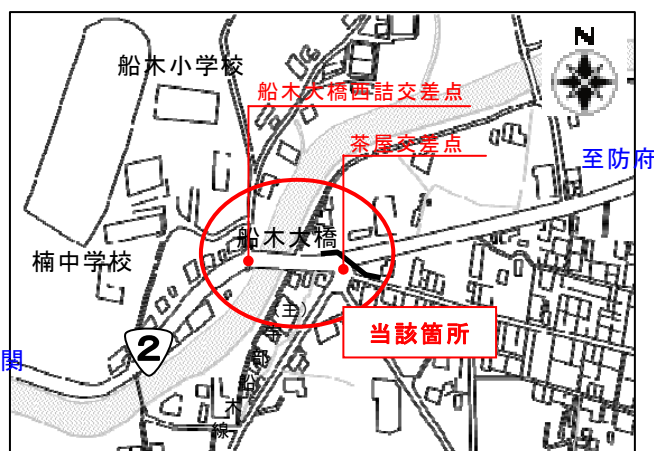 N
船木小学校
船木大橋西詰交差点
茶屋交差点
至防府
船木大橋
楠中学校
(主)
当該箇所
2
関
部船木線